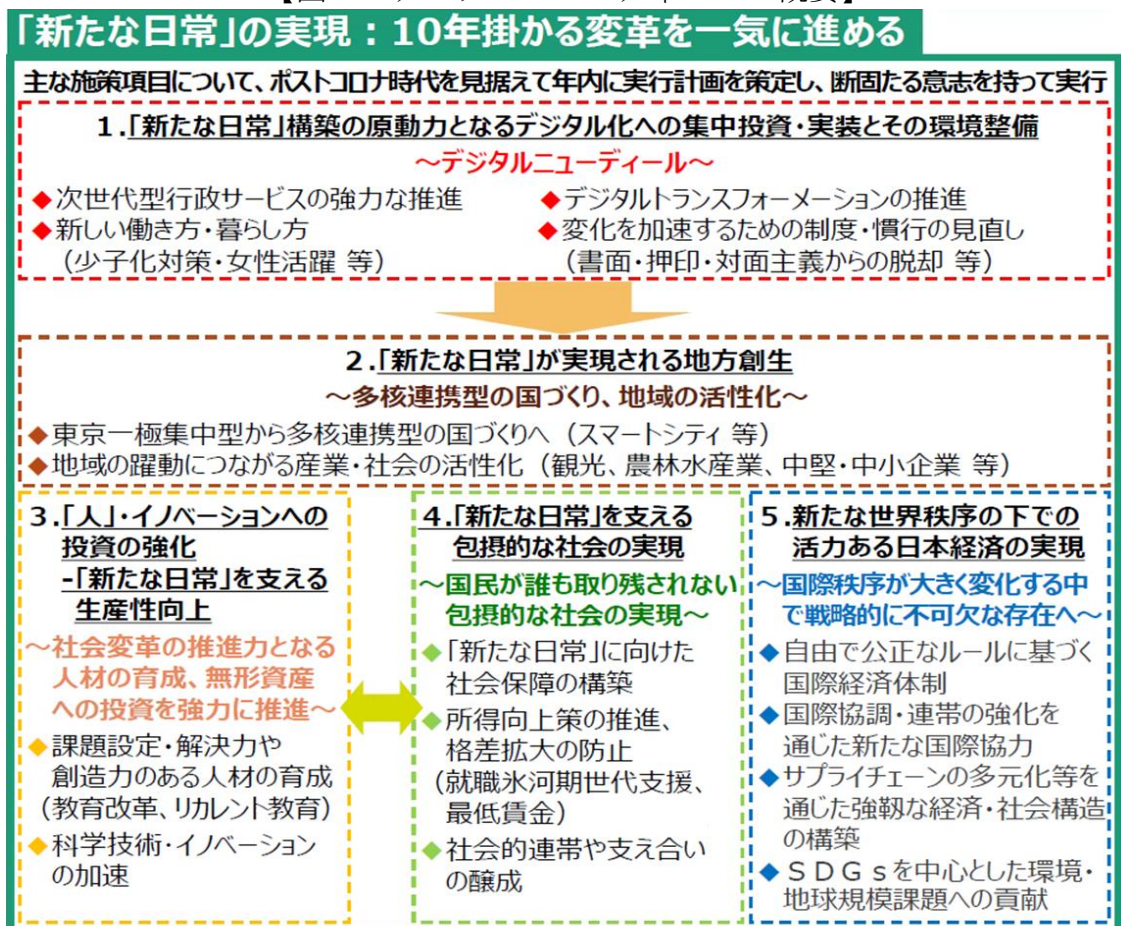 「新たな日常」の実現：10年掛かる変革を一気に進める
主な施策項目について、ポストコロナ時代を見据えて年内に実行計画を策定し、断固たる意志を持って実行
１.「新たな日常」構築の原動力となるデジタル化への集中投資・実装とその環境整備
～デジタルニューディール～
◆次世代型行政サービスの強力な推進
◆新しい働き方・暮らし方
（少子化対策・女性活躍 等）
◆デジタルトランスフォーメーションの推進
◆変化を加速するための制度・慣行の見直し
（書面・押印・対面主義からの脱却 等）
２.「新たな日常」が実現される地方創生
～多核連携型の国づくり、地域の活性化～
◆東京一極集中型から多核連携型の国づくりへ（スマートシティ 等）
◆地域の躍動につながる産業・社会の活性化（観光、農林水産業、中堅・中小企業 等）
３.「人」・イノベーションへの
投資の強化
-「新たな日常」を支える
生産性向上
～社会変革の推進力となる
人材の育成、無形資産
への投資を強力に推進～
◆課題設定・解決力や
創造力のある人材の育成
（教育改革、リカレント教育）
◆科学技術・イノベーション
の加速
４.「新たな日常」を支える
包摂的な社会の実現
～国民が誰も取り残されない
包摂的な社会の実現～
◆「新たな日常」に向けた
社会保障の構築
◆所得向上策の推進、
格差拡大の防止
（就職氷河期世代支援、
最低賃金）
◆社会的連帯や支え合い
の醸成
５.新たな世界秩序の下での
活力ある日本経済の実現
～国際秩序が大きく変化する中
で戦略的に不可欠な存在へ～
◆自由で公正なルールに基づく
国際経済体制
◆国際協調・連帯の強化を
通じた新たな国際協力
◆サプライチェーンの多元化等を
通じた強靱な経済・社会構造
の構築
◆ＳＤＧｓを中心とした環境・
地球規模課題への貢献